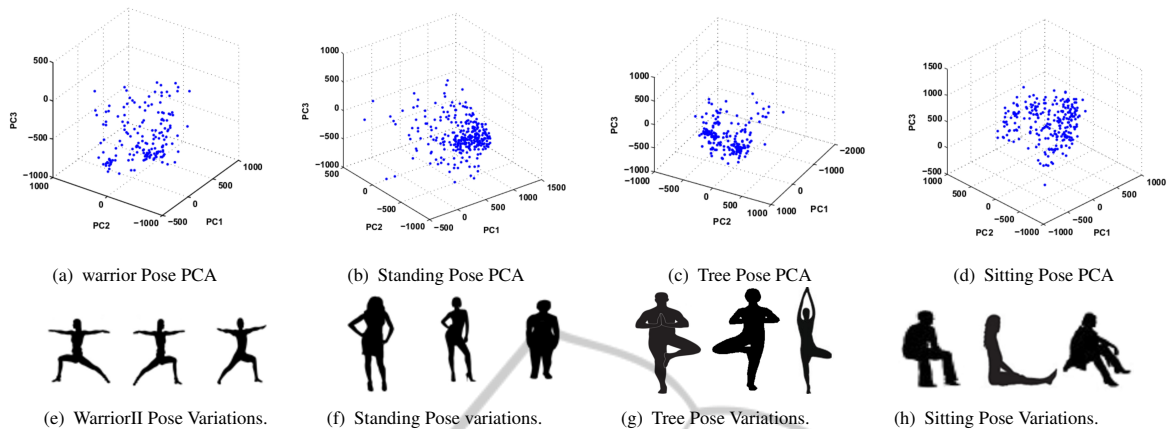 500
0
−500
−1000
PC3
1000
0
−1000
PC2
−500
0
500
1000
PC1
(a) warrior Pose PCA
1000
500
0
−500
−1000
PC3
500
0
−500
−1000
PC2
−500
0
500
1000
1500
PC1
(b) Standing Pose PCA
1000
500
0
−500
−1000
PC3
−1000
−500
0
500
1000
PC2
1000
0
−1000
−2000
PC1
(c) Tree Pose PCA
1500
1000
500
0
−500
PC3
500
0
−500
−1000
PC2
−1000
0
1000
PC1
(d) Sitting Pose PCA
(e) WarriorII Pose Variations.
(f) Standing Pose variations.
(g) Tree Pose Variations.
(h) Sitting Pose Variations.